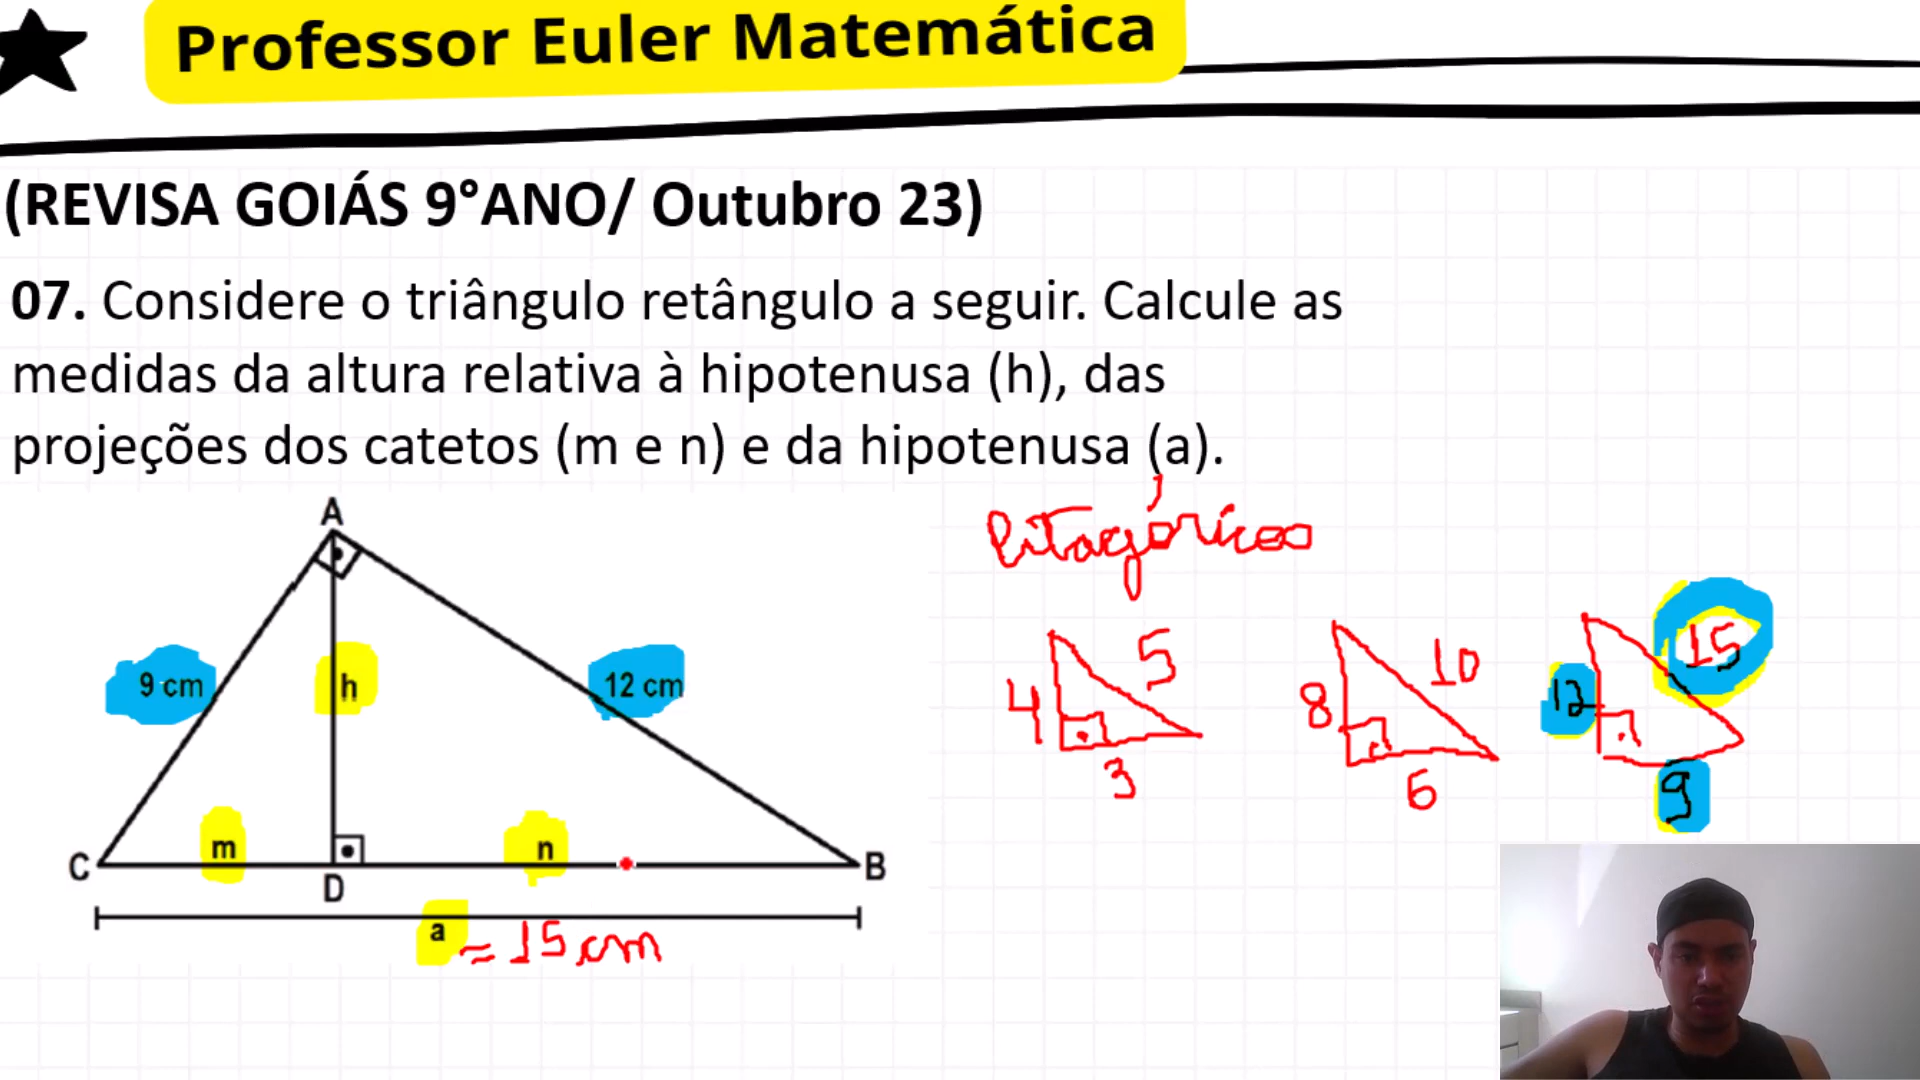 Professor Euler Matemática
(REVISA GOIÁS 9°ANO/ Outubro 23)
07. Considere o triângulo retângulo a seguir. Calcule as
medidas da altura relativa à hipotenusa (h), das
projeções dos catetos (m e n) e da hipotenusa (a).
A
9 cm
h
12 cm
m
n
C
D
B
a = 15 cm
Pitagóricos
4
5
3
8
10
6
12
15
9